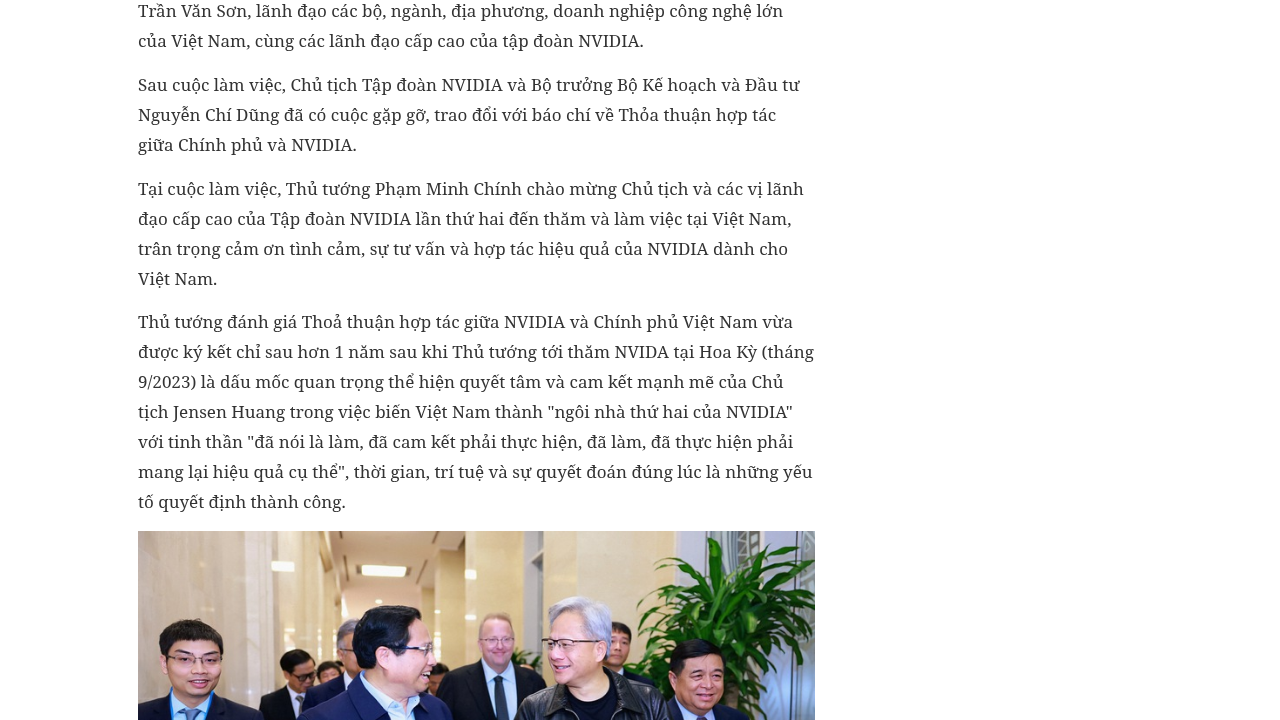 Trần Văn Sơn, lãnh đạo các bộ, ngành, địa phương, doanh nghiệp công nghệ lớn
của Việt Nam, cùng các lãnh đạo cấp cao của tập đoàn NVIDIA.
Sau cuộc làm việc, Chủ tịch Tập đoàn NVIDIA và Bộ trưởng Bộ Kế hoạch và Đầu tư
Nguyễn Chí Dũng đã có cuộc gặp gỡ, trao đổi với báo chí về Thỏa thuận hợp tác
giữa Chính phủ và NVIDIA.
Tại cuộc làm việc, Thủ tướng Phạm Minh Chính chào mừng Chủ tịch và các vị lãnh
đạo cấp cao của Tập đoàn NVIDIA lần thứ hai đến thăm và làm việc tại Việt Nam,
trân trọng cảm ơn tình cảm, sự tư vấn và hợp tác hiệu quả của NVIDIA dành cho
Việt Nam.
Thủ tướng đánh giá Thoả thuận hợp tác giữa NVIDIA và Chính phủ Việt Nam vừa
được ký kết chỉ sau hơn 1 năm sau khi Thủ tướng tới thăm NVIDA tại Hoa Kỳ (tháng
9/2023) là dấu mốc quan trọng thể hiện quyết tâm và cam kết mạnh mẽ của Chủ
tịch Jensen Huang trong việc biến Việt Nam thành "ngôi nhà thứ hai của NVIDIA"
với tinh thần "đã nói là làm, đã cam kết phải thực hiện, đã làm, đã thực hiện phải
mang lại hiệu quả cụ thể", thời gian, trí tuệ và sự quyết đoán đúng lúc là những yếu
tố quyết định thành công.